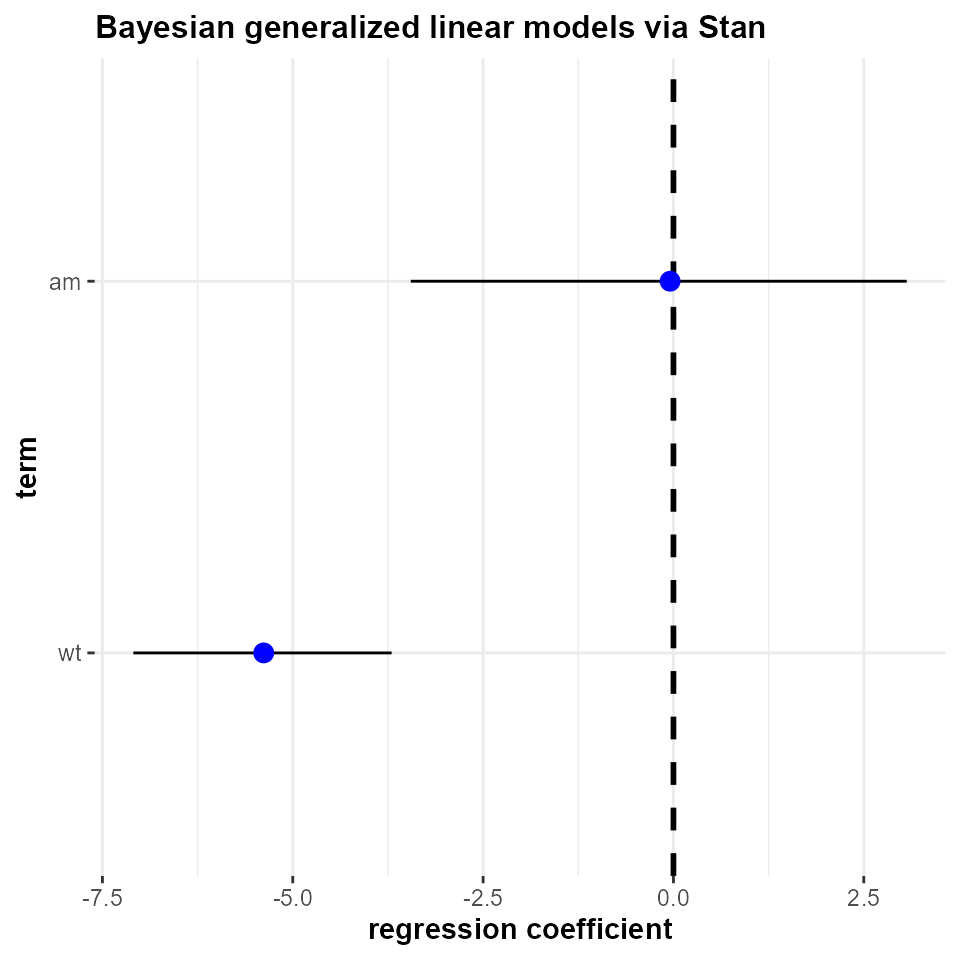 Bayesian generalized linear models via Stan
term
am
wt
-7.5 -5.0 -2.5 0.0 2.5
regression coefficient